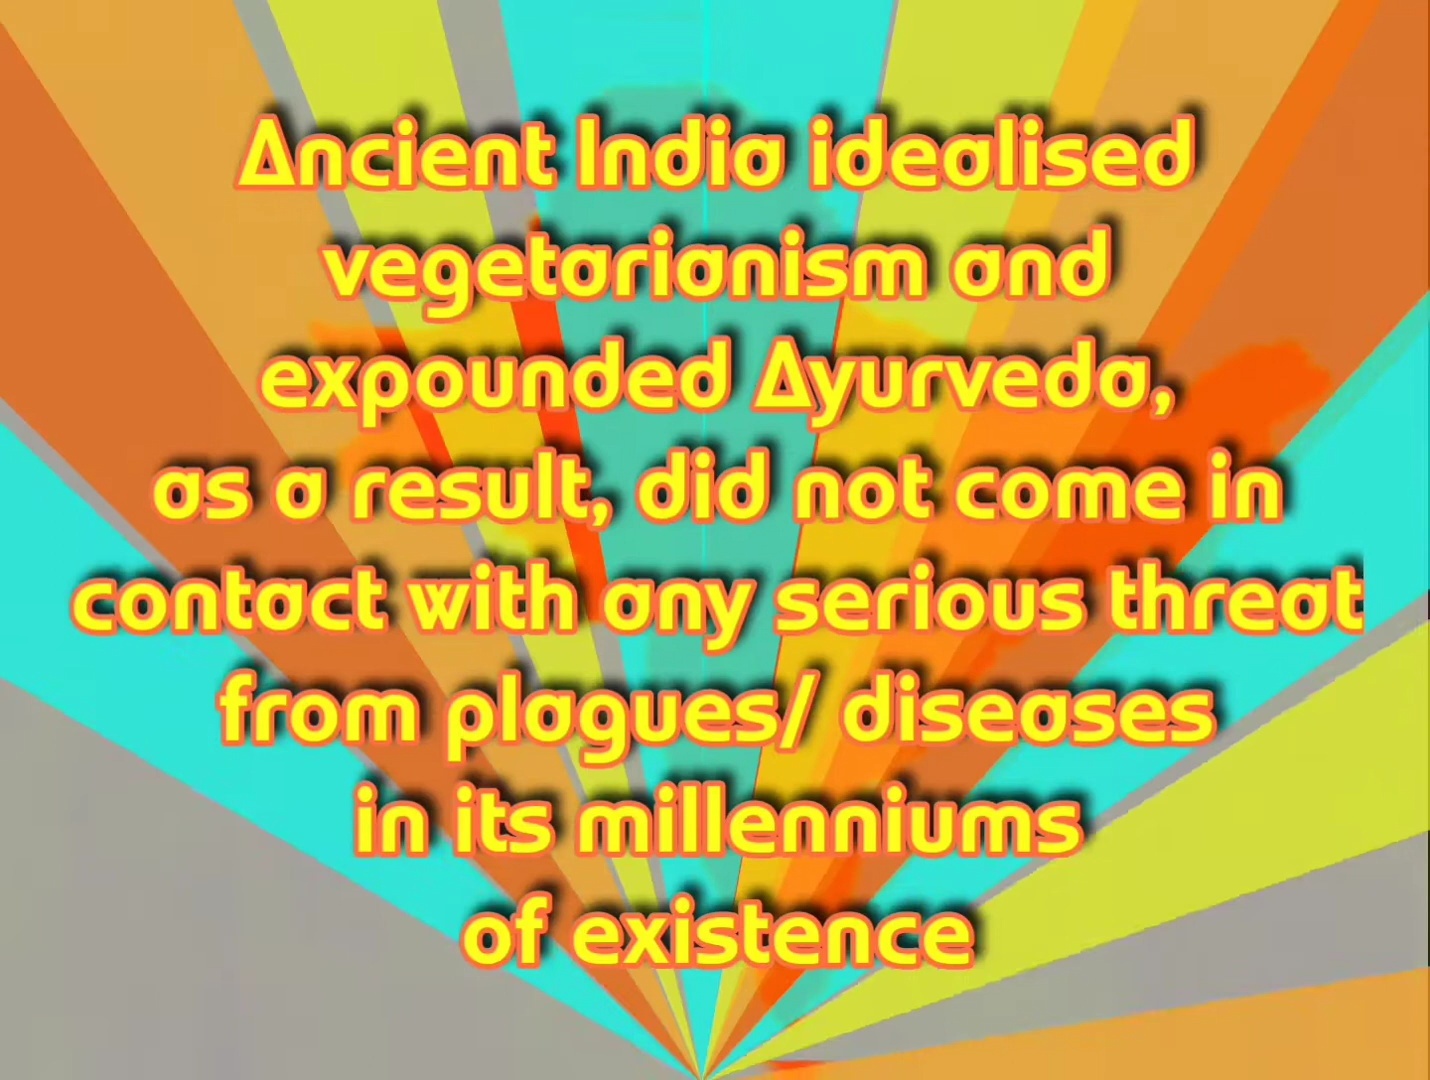 Ancient India idealised
vegetarianism and
expounded Ayurveda,
as a result, did not come in
contact with any serious threat
from plagues/ diseases
in its millenniums
of existence